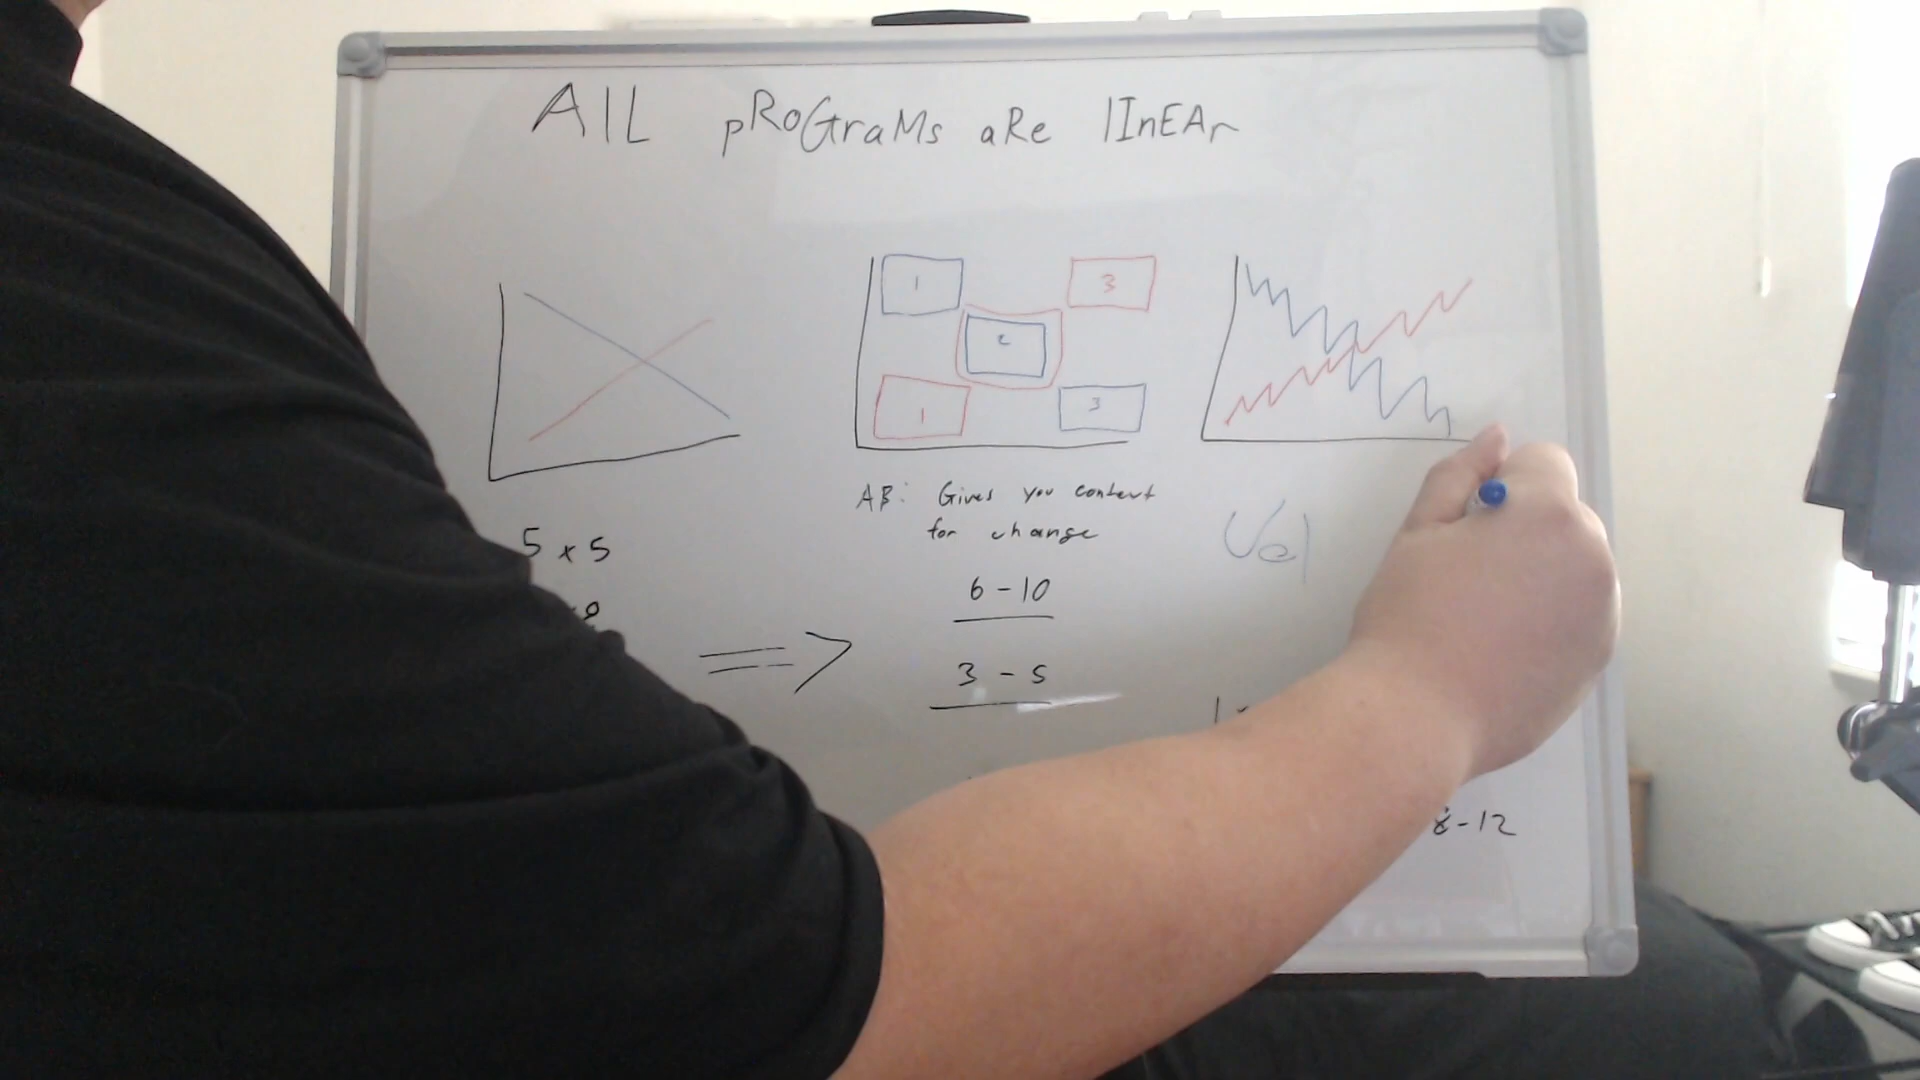 AlL pRoGraMs aRe lInEAr
1 3
2
1 3
AB: Gives you context
for change
Vol
5 x 5
6 - 10
3 - 5
8-12